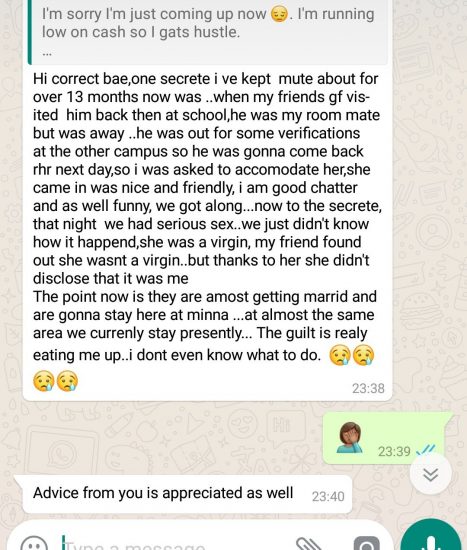 I'm sorry I'm just coming up now 😔. I'm running
low on cash so I gats hustle.
...
Hi correct bae,one secrete i ve kept mute about for
over 13 months now was ..when my friends gf vis-
ited him back then at school,he was my room mate
but was away ..he was out for some verifications
at the other campus so he was gonna come back
rhr next day,so i was asked to accomodate her,she
came in was nice and friendly, i am good chatter
and as well funny, we got along...now to the secrete,
that night we had serious sex..we just didn't know
how it happend,she was a virgin, my friend found
out she wasnt a virgin..but thanks to her she didn't
disclose that it was me
The point now is they are amost getting marrid and
are gonna stay here at minna ...at almost the same
area we currenly stay presently... The guilt is realy
eating me up..i dont even know what to do. 😢😢
😢😢
23:38
🤦🏾‍♀️ 23:39
Advice from you is appreciated as well 23:40
Type a message